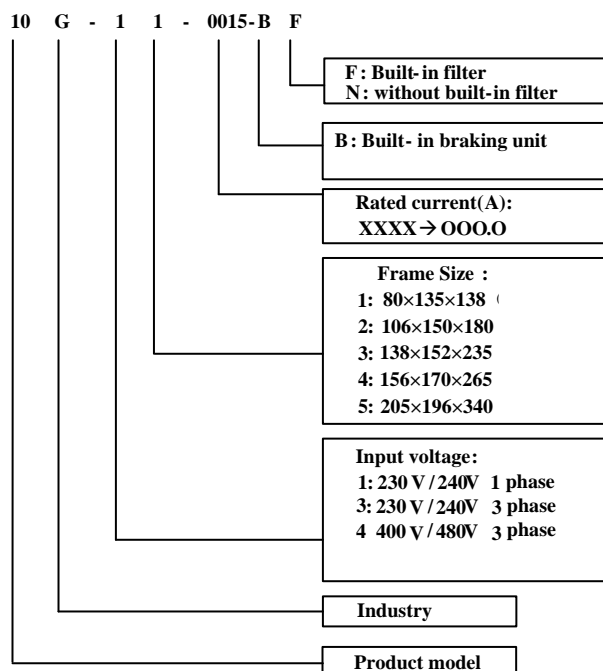 10 G - 1 1 - 0015-B F
F: Built-in filter
N: without built-in filter
B: Built- in braking unit
Rated current(A):
XXXX→OOO.O
Frame Size :
1: 80×135×138 (
2: 106×150×180
3: 138×152×235
4: 156×170×265
5: 205×196×340
Input voltage:
1: 230 V / 240V 1 phase
3: 230 V / 240V 3 phase
4 400 V / 480V 3 phase
Industry
Product model